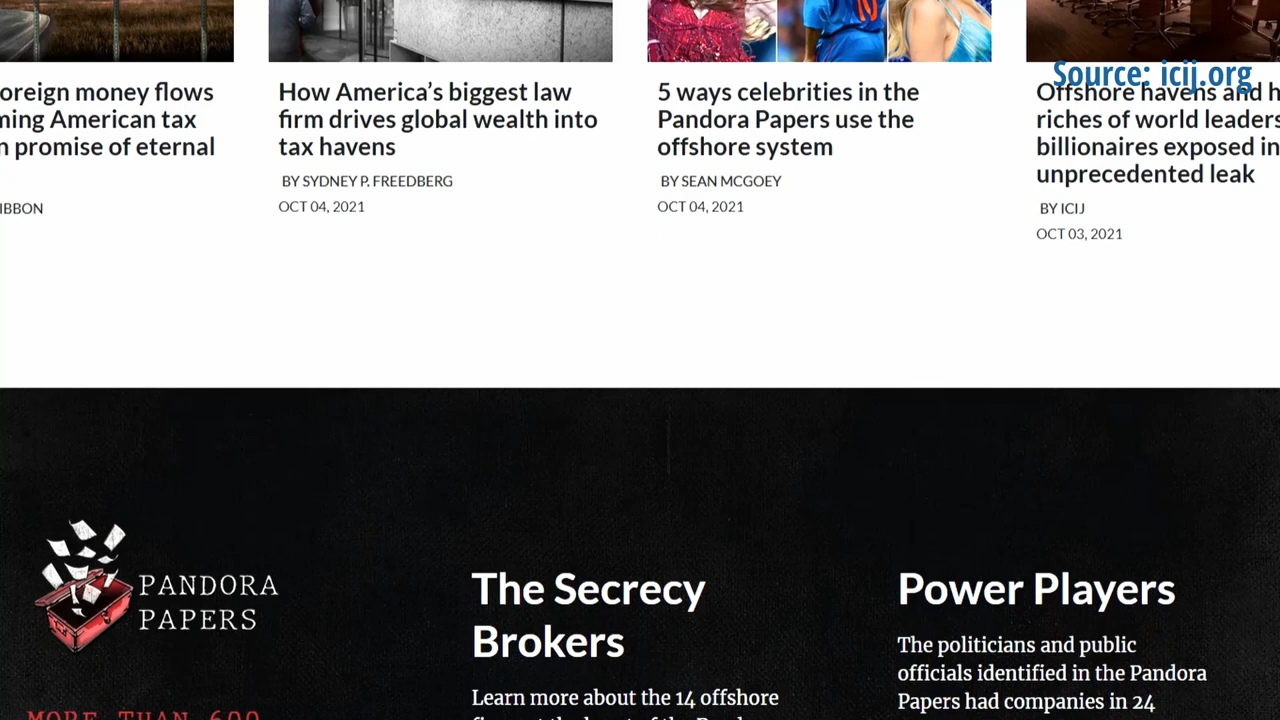 Source: icij.org
oreign money flows
ning American tax
n promise of eternal
IBBON
How America's biggest law
firm drives global wealth into
tax havens
BY SYDNEY P. FREEDBERG
OCT 04, 2021
5 ways celebrities in the
Pandora Papers use the
offshore system
BY SEAN MCGOEY
OCT 04, 2021
Offshore havens and h
riches of world leaders
billionaires exposed in
unprecedented leak
BY ICIJ
OCT 03, 2021
PANDORA
PAPERS
MORE THAN 600
The Secrecy
Brokers
Learn more about the 14 offshore
Power Players
The politicians and public
officials identified in the Pandora
Papers had companies in 24